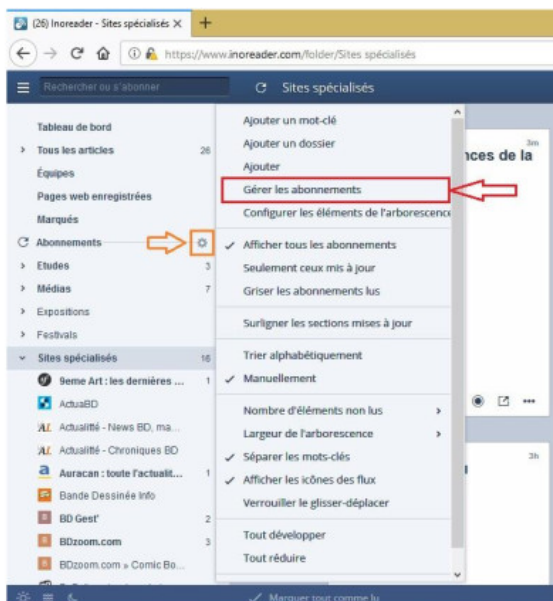 (26) Inoreader - Sites spécialisés
https://www.inoreader.com/folder/Sites spécialisés
Rechercher ou s'abonner
Sites spécialisés
Tableau de bord
Tous les articles 26
Équipes
Pages web enregistrées
Marqués
Abonnements
Etudes 3
Médias 7
Expositions
Festivals
Sites spécialisés 16
9eme Art : les dernières ... 1
ActuaBD
Actualitté - News BD, ma...
Actualitté - Chroniques BD
Auracan : toute l'actualit... 1
Bande Dessinée Info
BD Gest' 2
BDzoom.com 3
BDzoom.com » Comic Bo...
Ajouter un mot-clé
Ajouter un dossier
Ajouter
Gérer les abonnements
Configurer les éléments de l'arborescence
Afficher tous les abonnements
Seulement ceux mis à jour
Griser les abonnements lus
Surligner les sections mises à jour
Trier alphabétiquement
Manuellement
Nombre d'éléments non lus
Largeur de l'arborescence
Séparer les mots-clés
Afficher les icônes des flux
Verrouiller le glisser-déplacer
Tout développer
Tout réduire
3m
nces de la
3h
Marquer tout comme lu